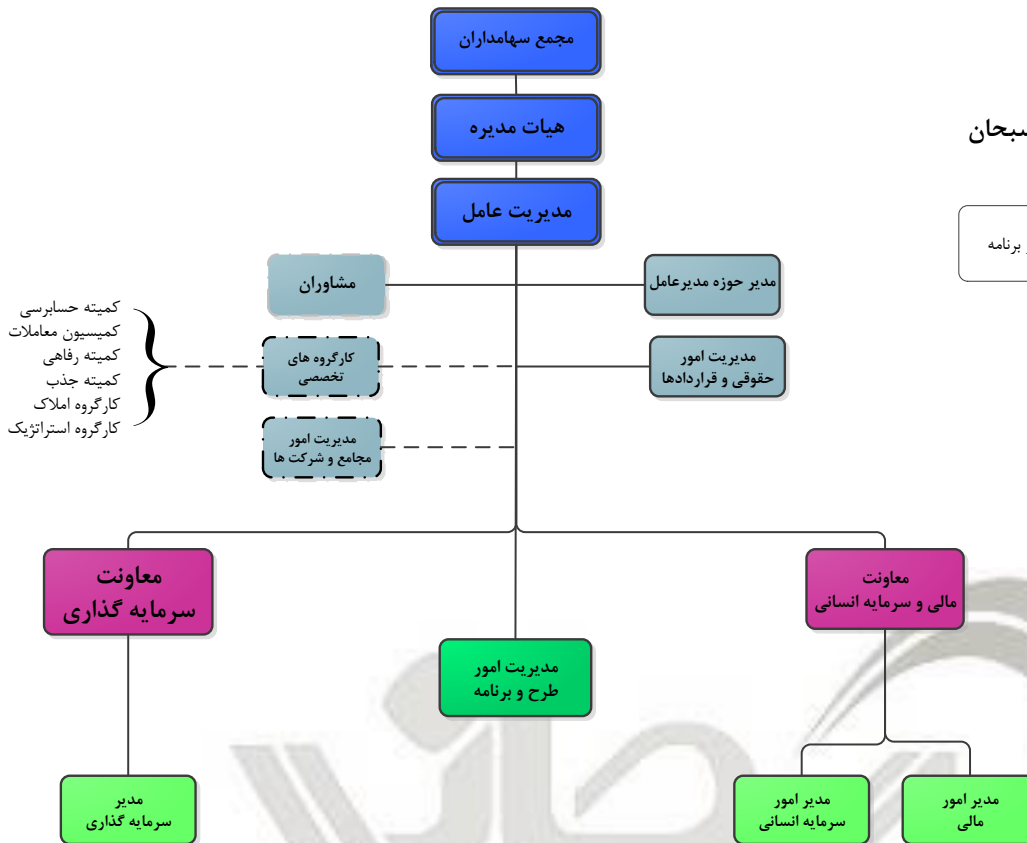 مجمع سهامداران
سبحان
هیات مدیره
مدیریت عامل
برنامه
مدیر حوزه مدیرعامل
مشاوران
مدیریت امور
حقوقی و قراردادها
کارگروه های
تخصصی
کمیته حسابرسی
کمیسیون معاملات
کمیته رفاهی
کمیته جذب
کارگروه املاک
کارگروه استراتژیک
مدیریت امور
مجامع و شرکت ها
معاونت
مالی و سرمایه انسانی
معاونت
سرمایه گذاری
مدیریت امور
طرح و برنامه
مدیر امور
مالی
مدیر امور
سرمایه انسانی
مدیر
سرمایه گذاری